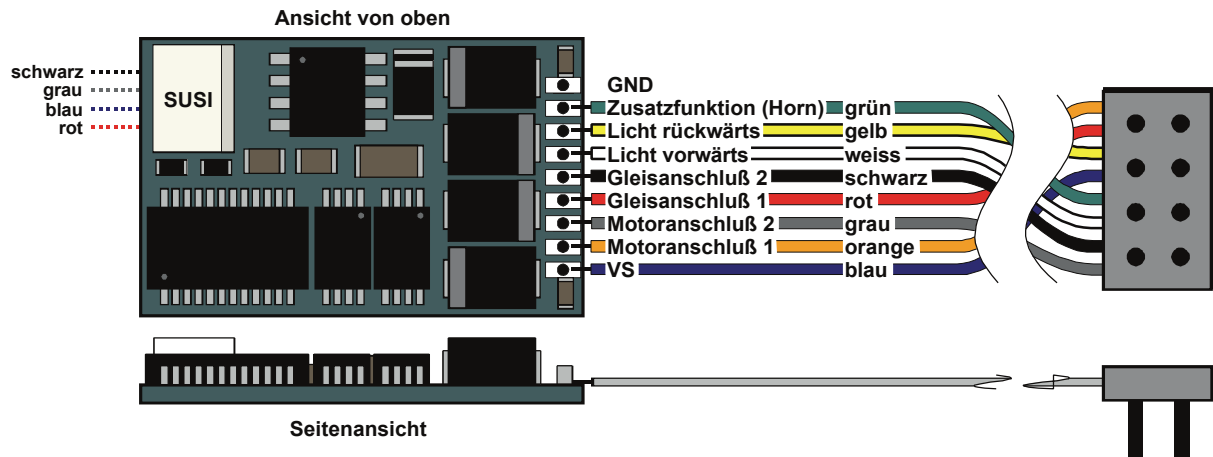 Ansicht von oben
schwarz
grau
blau
rot
SUSI
GND
Zusatzfunktion (Horn) grün
Licht rückwärts gelb
Licht vorwärts weiss
Gleisanschluß 2 schwarz
Gleisanschluß 1 rot
Motoranschluß 2 grau
Motoranschluß 1 orange
VS blau
Seitenansicht